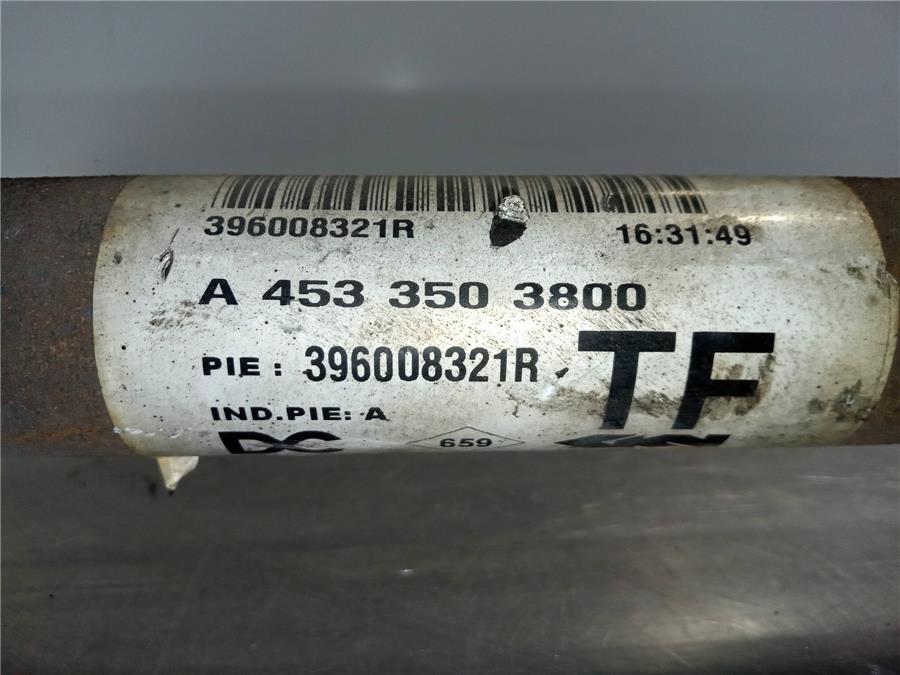 396008321R 16:31:49
A 453 350 3800
PIE : 396008321R TF
IND.PIE: A
DC 659